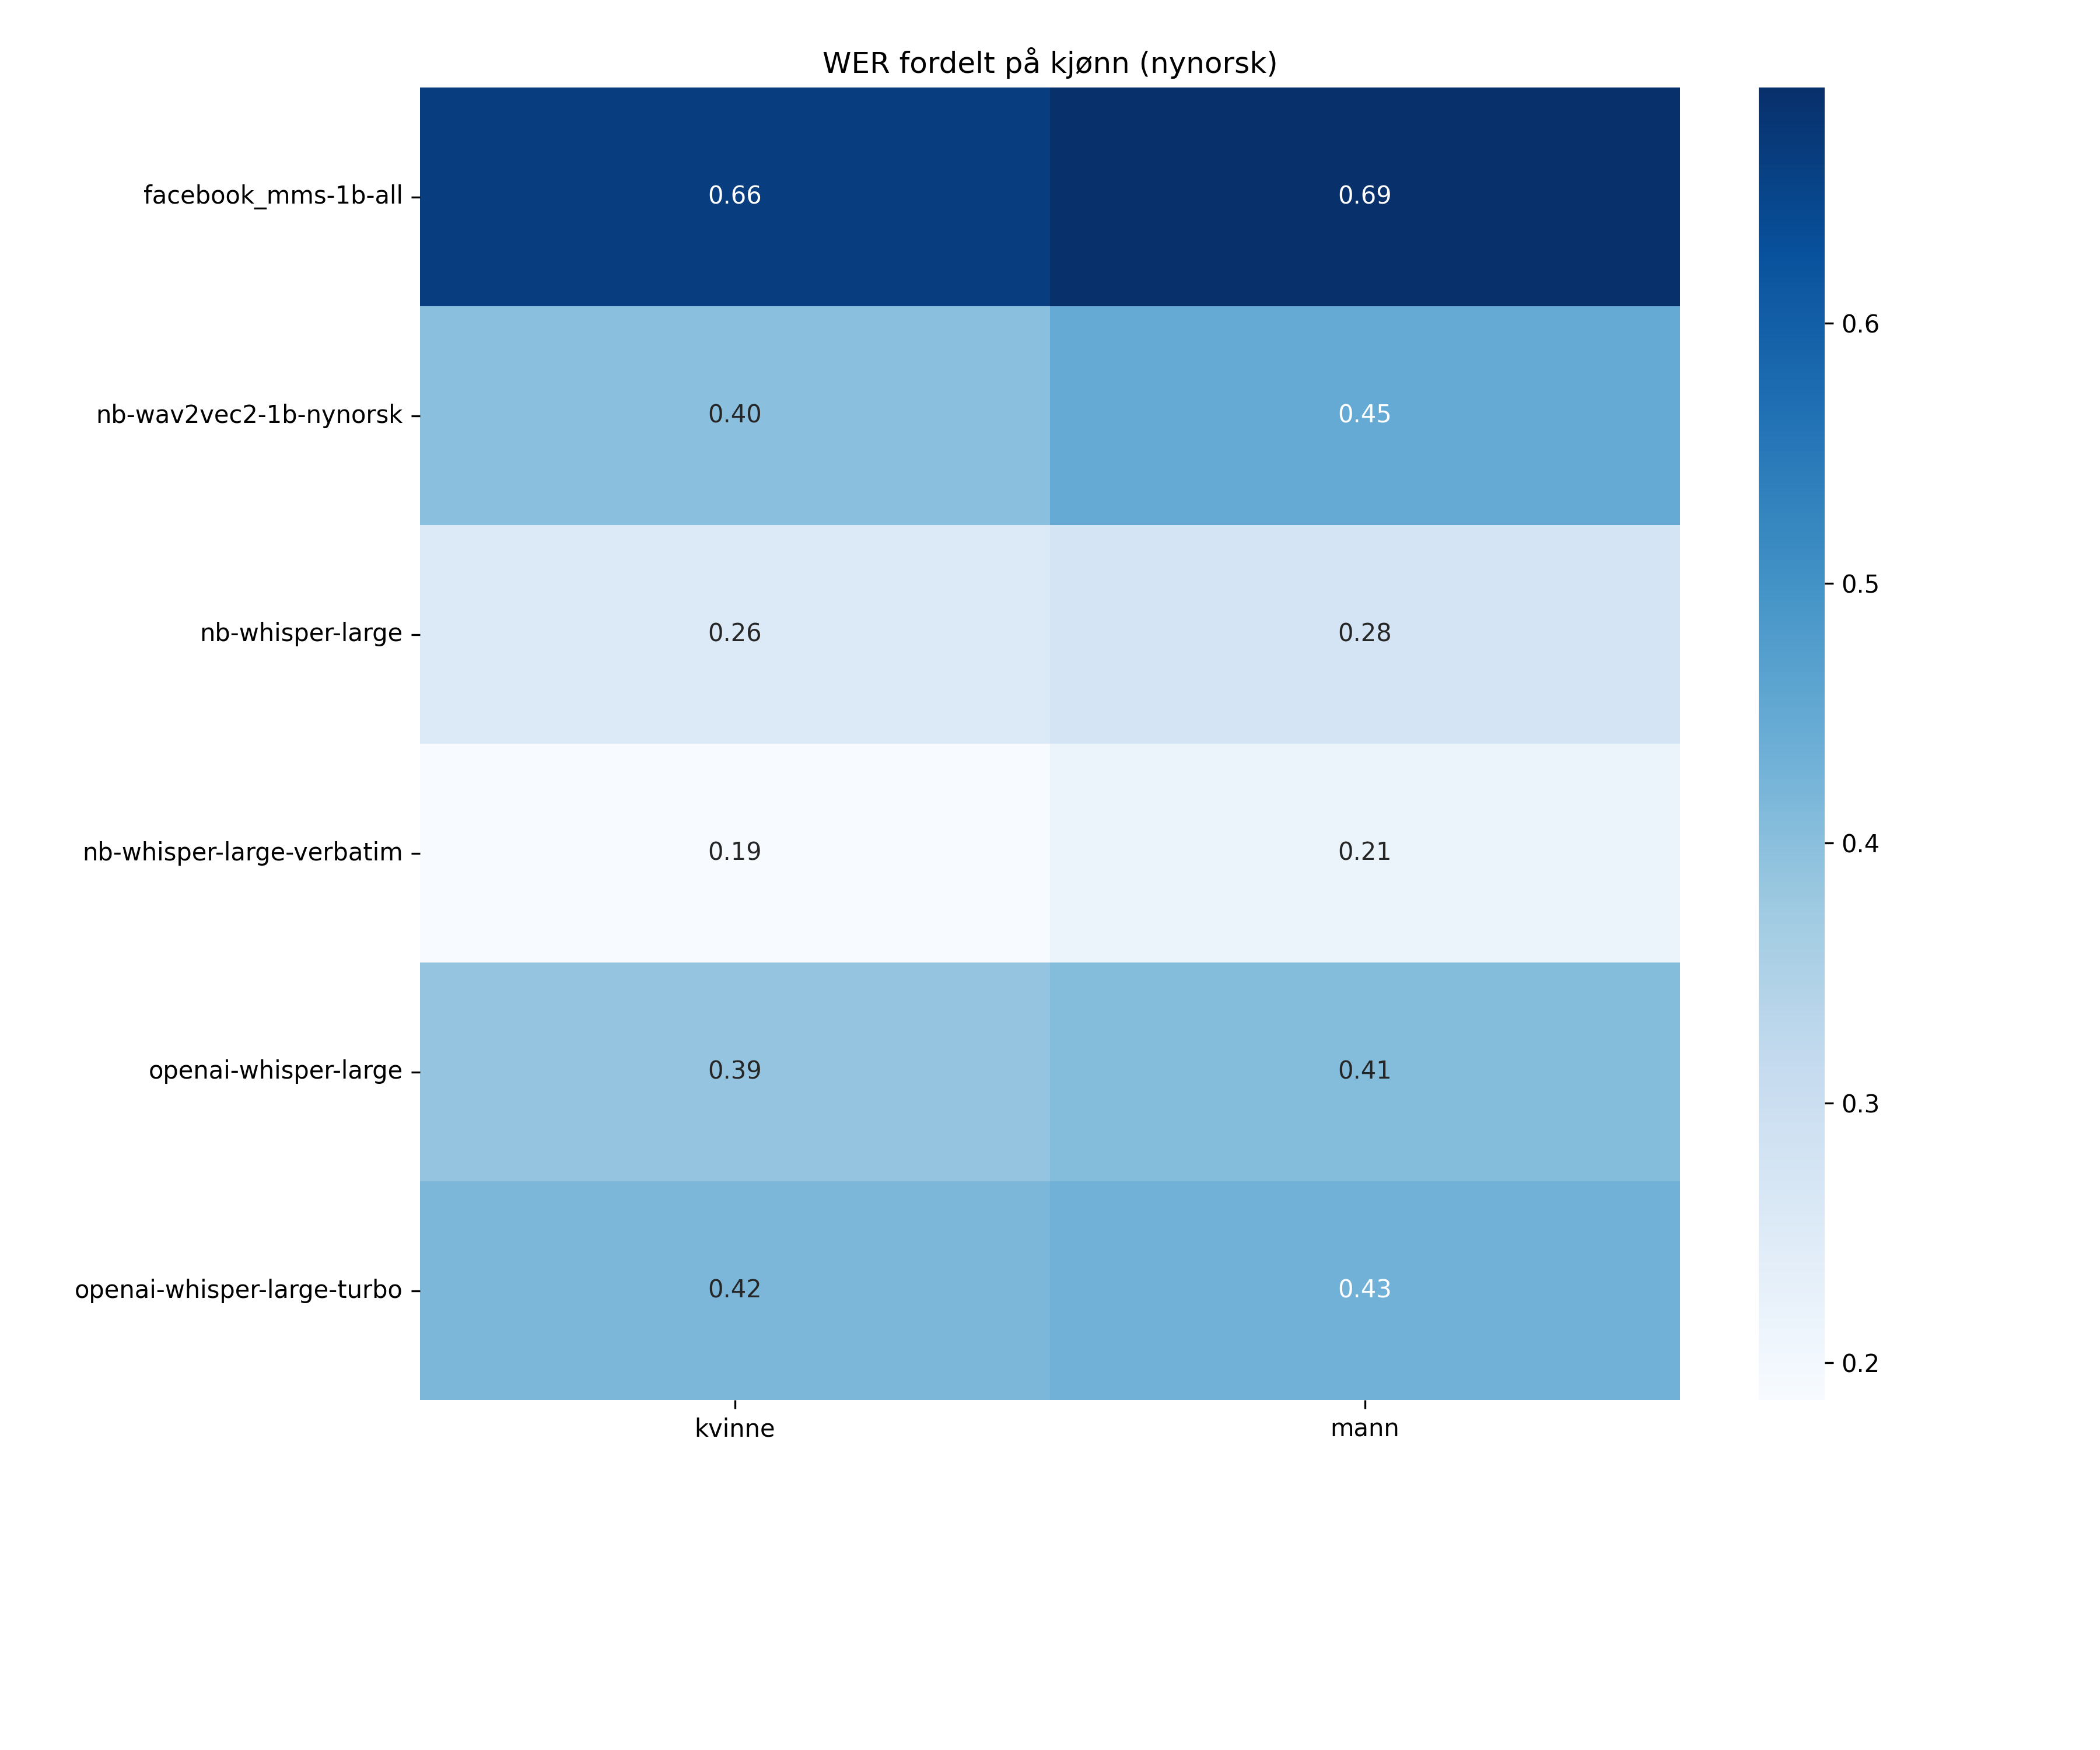 WER fordelt på kjønn (nynorsk)
facebook_mms-1b-all 0.66 0.69
nb-wav2vec2-1b-nynorsk 0.40 0.45
nb-whisper-large 0.26 0.28
nb-whisper-large-verbatim 0.19 0.21
openai-whisper-large 0.39 0.41
openai-whisper-large-turbo 0.42 0.43
kvinne mann
0.6
0.5
0.4
0.3
0.2